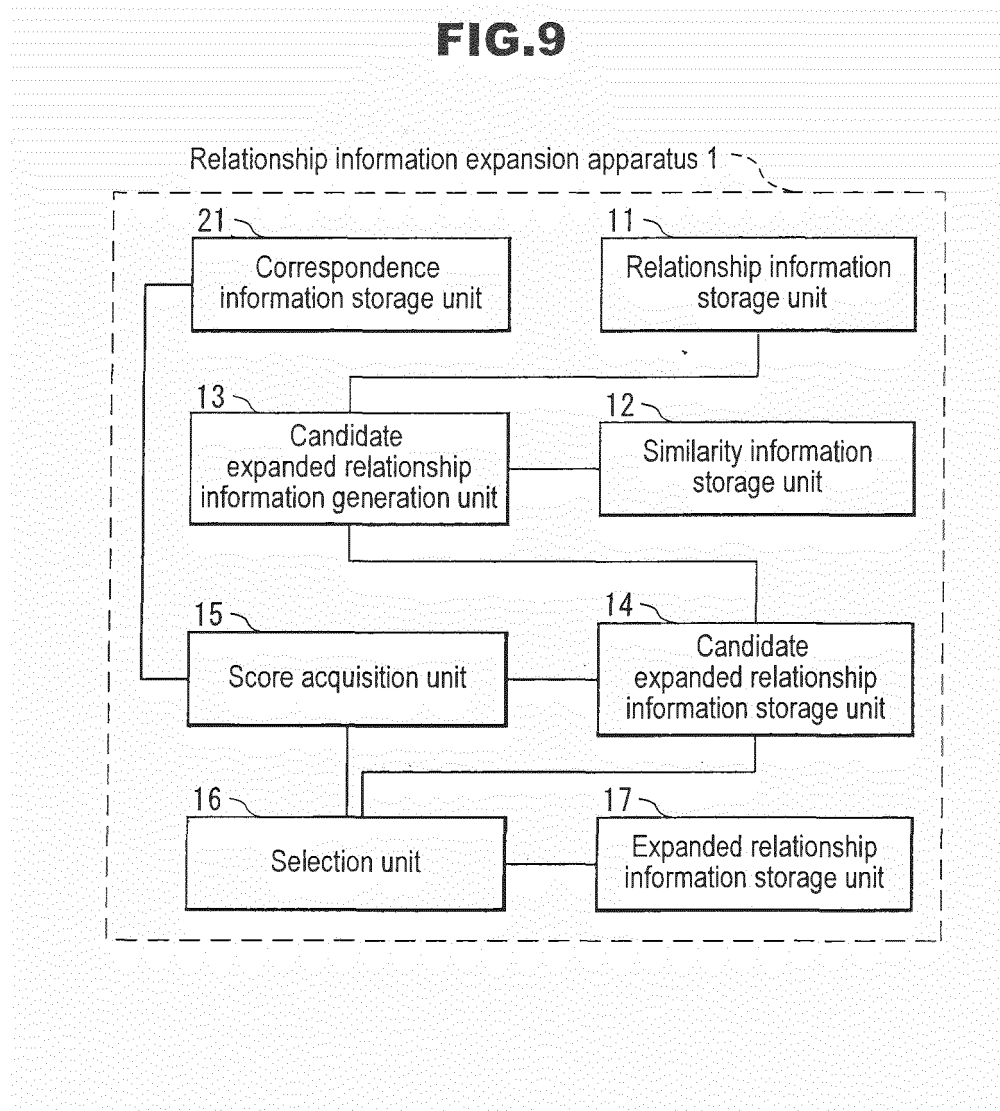 FIG.9
Relationship information expansion apparatus 1
21
Correspondence
information storage unit
11
Relationship information
storage unit
13
Candidate
expanded relationship
information generation unit
12
Similarity information
storage unit
15
Score acquisition unit
14
Candidate
expanded relationship
information storage unit
16
Selection unit
17
Expanded relationship
information storage unit